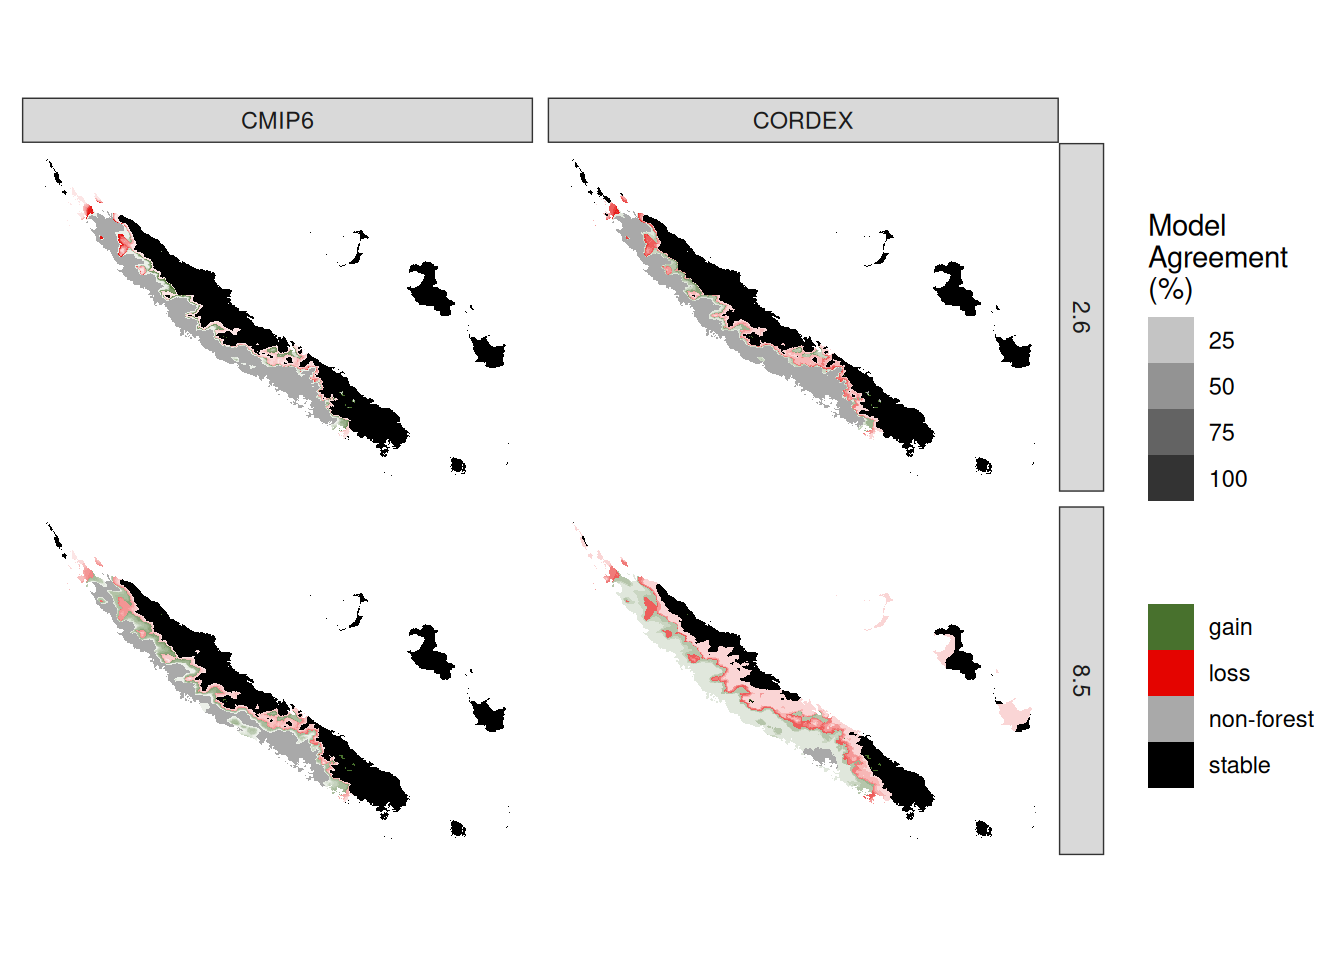 CMIP6
CORDEX
2.6
8.5
Model
Agreement
(%)
25
50
75
100
gain
loss
non-forest
stable